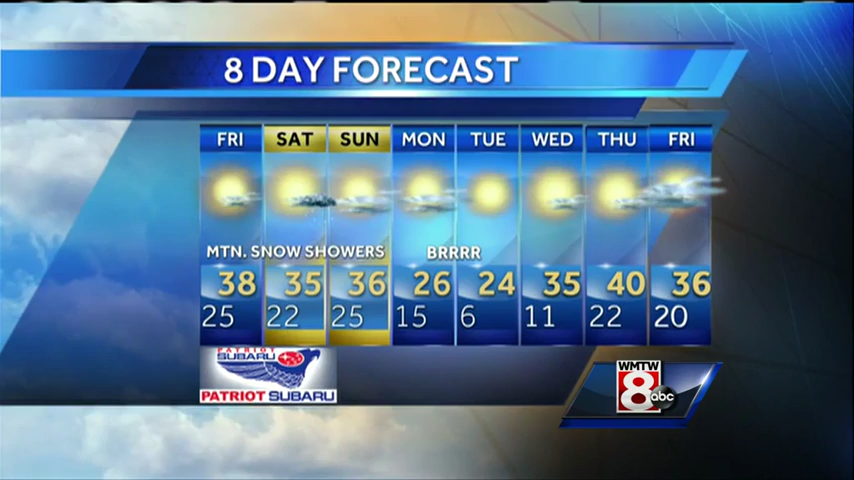 8 DAY FORECAST
FRI SAT SUN MON TUE WED THU FRI
MTN. SNOW SHOWERS BRRRR
38 35 36 26 24 35 40 36
25 22 25 15 6 11 22 20
PATRIOT
SUBARU
PATRIOT SUBARU
WMTW
8 abc